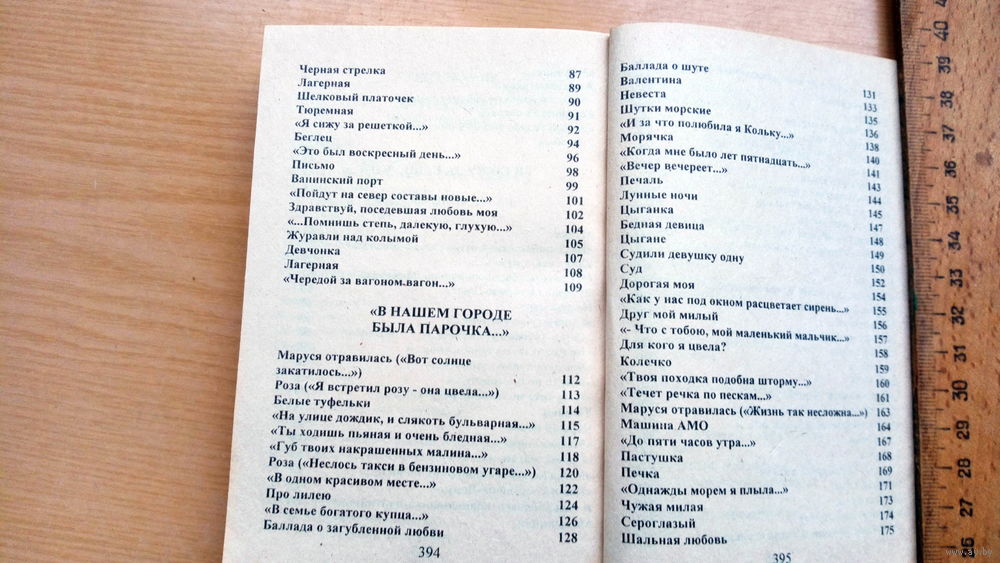 Черная стрелка 87
Лагерная 89
Шелковый платочек 90
Тюремная 91
«Я сижу за решеткой...» 92
Беглец 94
«Это был воскресный день...» 96
Письмо 98
Ванинский порт 99
«Пойдут на север составы новые...» 101
Здравствуй, поседевшая любовь моя 102
«...Помнишь степь, далекую, глухую...» 104
Журавли над колымой 105
Девчонка 107
Лагерная 108
«Чередой за вагоном вагон...» 109
«В НАШЕМ ГОРОДЕ
БЫЛА ПАРОЧКА...»
Маруся отравилась («Вот солнце
закатилось...») 112
Роза («Я встретил розу - она цвела...») 113
Белые туфельки 114
«На улице дождик, и слякоть бульварная...» 115
«Ты ходишь пьяная и очень бледная...» 117
«Губ твоих накрашенных малина...» 118
Роза («Неслось такси в бензиновом угаре...») 120
«В одном красивом месте...» 122
Про лилею 124
«В семье богатого купца...» 126
Баллада о загубленной любви 128
394
Баллада о шуте 131
Валентина 133
Невеста 135
Шутки морские 136
«И за что полюбила я Кольку...» 138
Морячка 140
«Когда мне было лет пятнадцать...» 141
«Вечер вечереет...» 143
Печаль 144
Лунные ночи 145
Цыганка 147
Бедная девица 148
Цыгане 149
Судили девушку одну 150
Суд 152
Дорогая моя 154
«Как у нас под окном расцветает сирень...» 155
Друг мой милый 156
«- Что с тобою, мой маленький мальчик...» 157
Для кого я цвела? 158
Колечко 159
«Твоя походка подобна шторму...» 160
«Течет речка по пескам...» 161
Маруся отравилась («Жизнь так несложна...») 163
Машина АМО 164
«До пяти часов утра...» 167
Пастушка 168
Печка 169
«Однажды морем я плыла...» 171
Чужая милая 173
Сероглазый 174
Шальная любовь 175
395
40
39
38
37
36
35
34
33
32
31
30
29
28
27
26
www.ay.by